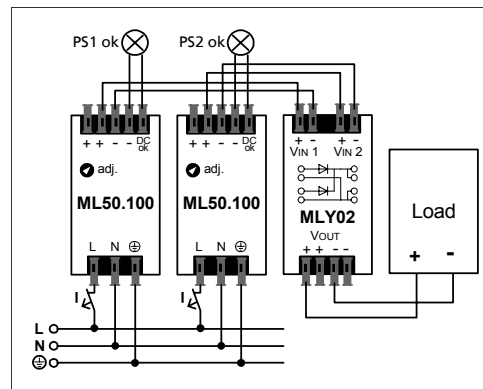 PS1 ok PS2 ok
+ + - - DC ok
+ + - - DC ok
+ - + -
VIN 1 VIN 2
adj.
adj.
ML50.100
ML50.100
MLY02
Load
VOUT
L N ⏚
L N ⏚
+ + - -
+ -
I
I
L
N
⏚